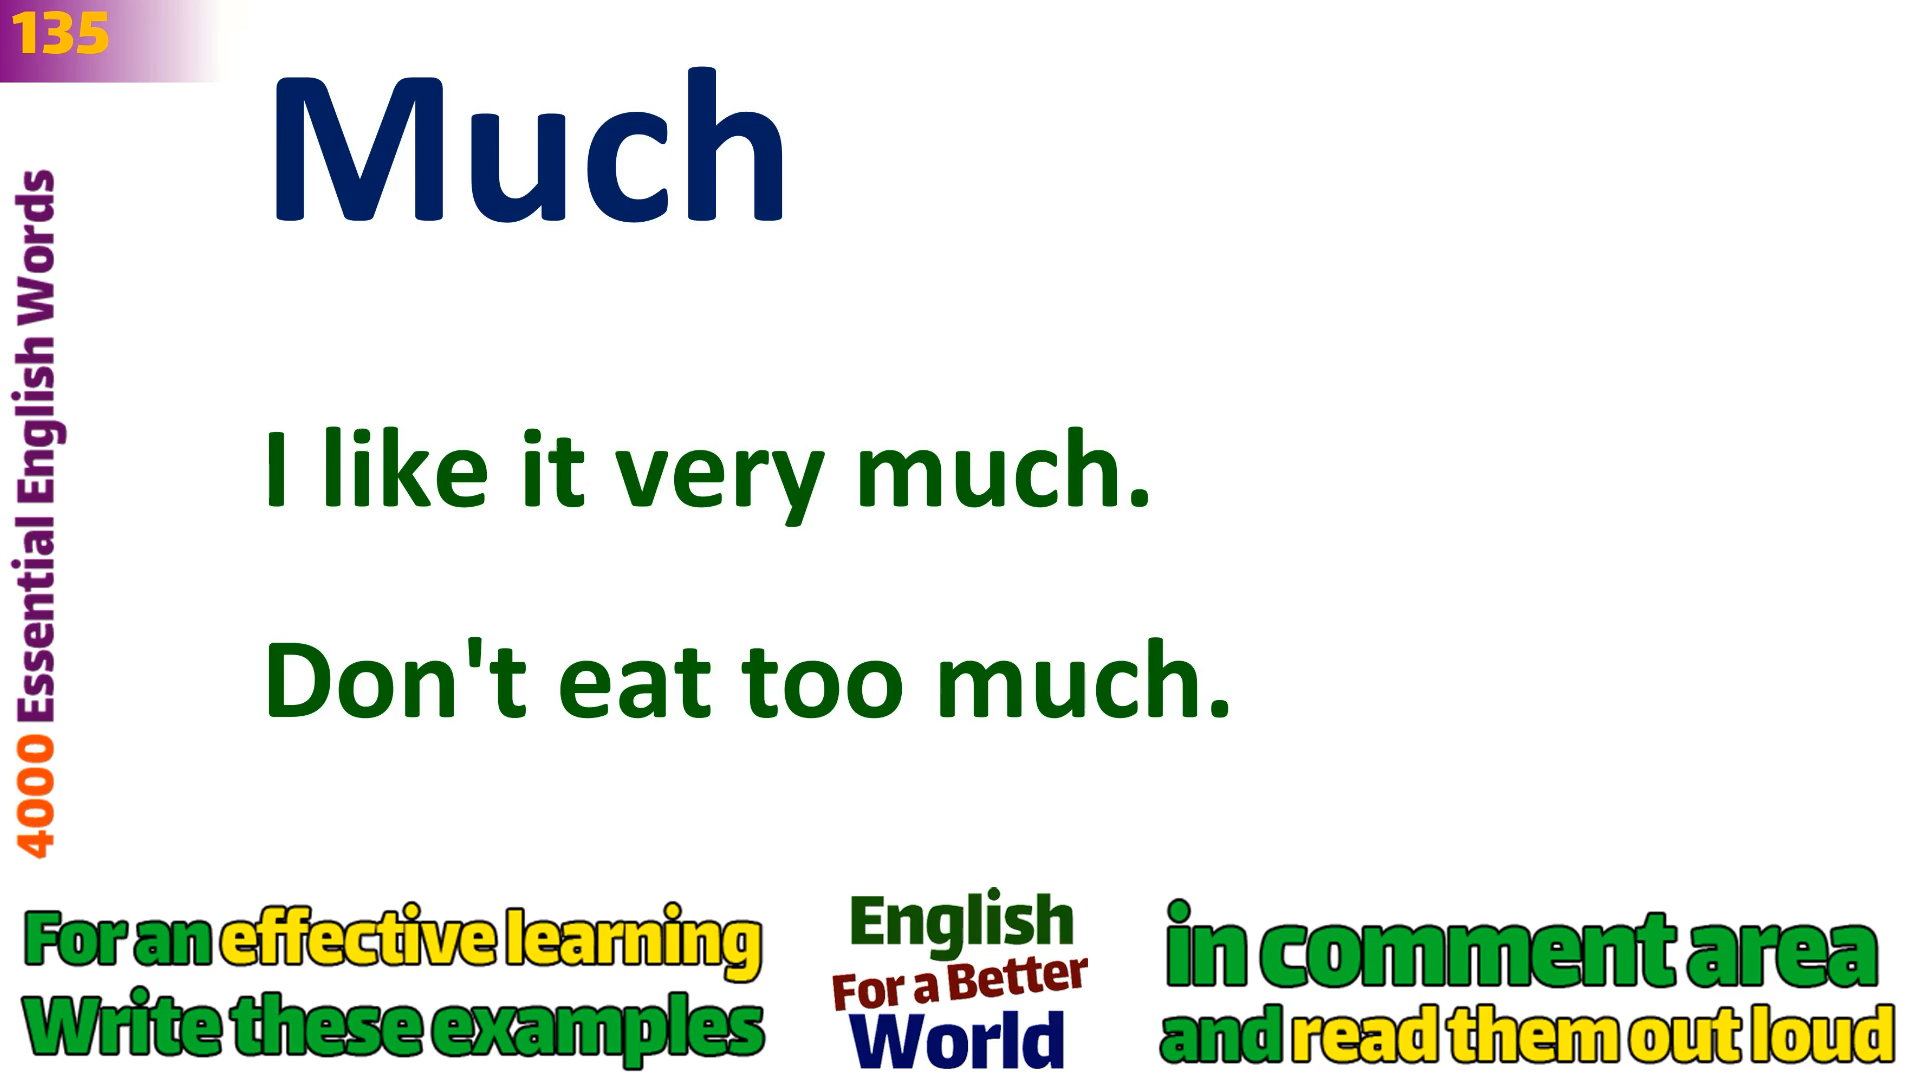 135
4000 Essential English Words
Much
I like it very much.
Don't eat too much.
For an effective learning
Write these examples
English
For a Better
World
in comment area
and read them out loud